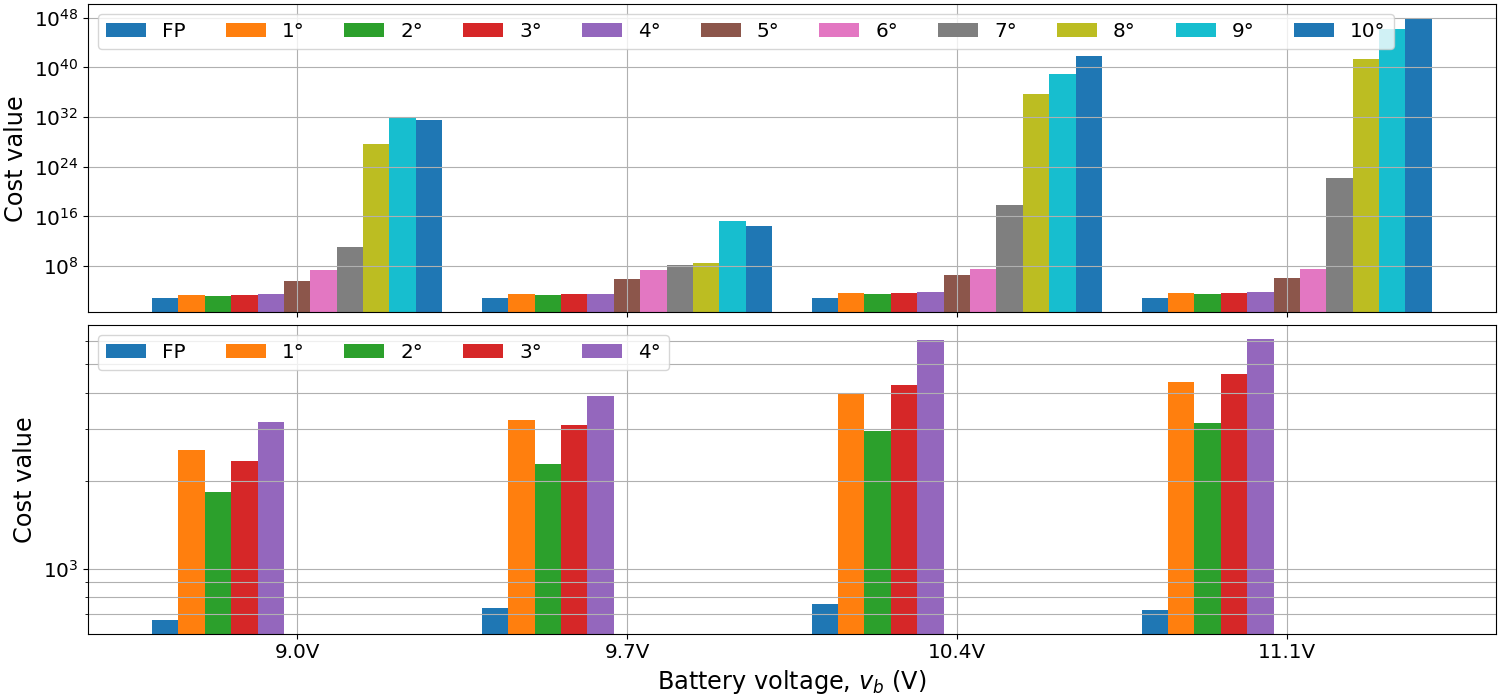 Cost value
10^48
10^40
10^32
10^24
10^16
10^8
FP 1° 2° 3° 4° 5° 6° 7° 8° 9° 10°
Cost value
10^3
FP 1° 2° 3° 4°
9.0V 9.7V 10.4V 11.1V
Battery voltage, v_b (V)